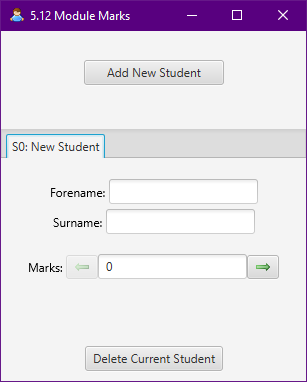 5.12 Module Marks
Add New Student
S0: New Student
Forename:
Surname:
Marks: 0
Delete Current Student